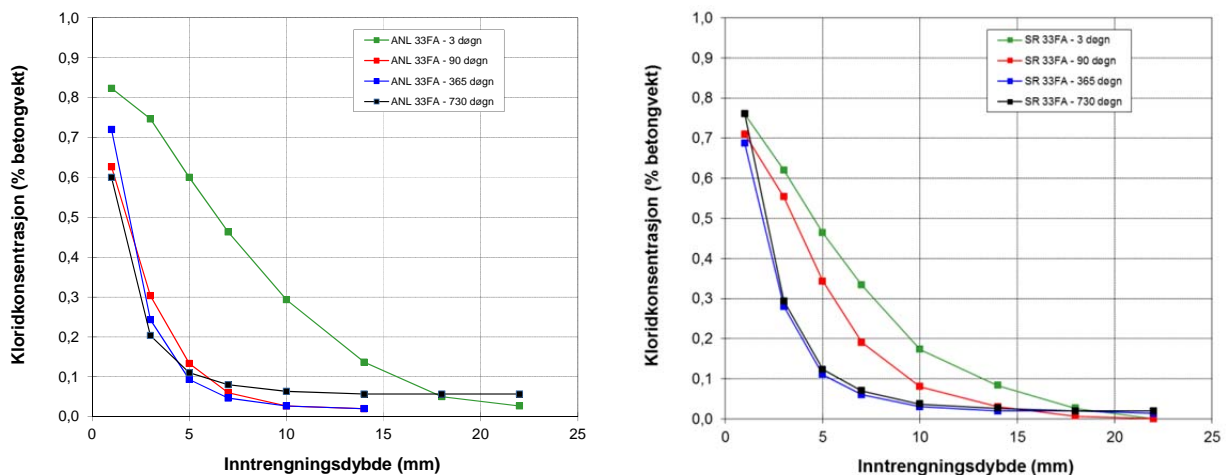 1,0
0,9
0,8
0,7
0,6
0,5
0,4
0,3
0,2
0,1
0,0
0 5 10 15 20 25
Kloridkonsentrasjon (% betongvekt)
Inntrengningsdybde (mm)
ANL 33FA - 3 døgn
ANL 33FA - 90 døgn
ANL 33FA - 365 døgn
ANL 33FA - 730 døgn
1,0
0,9
0,8
0,7
0,6
0,5
0,4
0,3
0,2
0,1
0,0
0 5 10 15 20 25
Kloridkonsentrasjon (% betongvekt)
Inntrengningsdybde (mm)
SR 33FA - 3 døgn
SR 33FA - 90 døgn
SR 33FA - 365 døgn
SR 33FA - 730 døgn